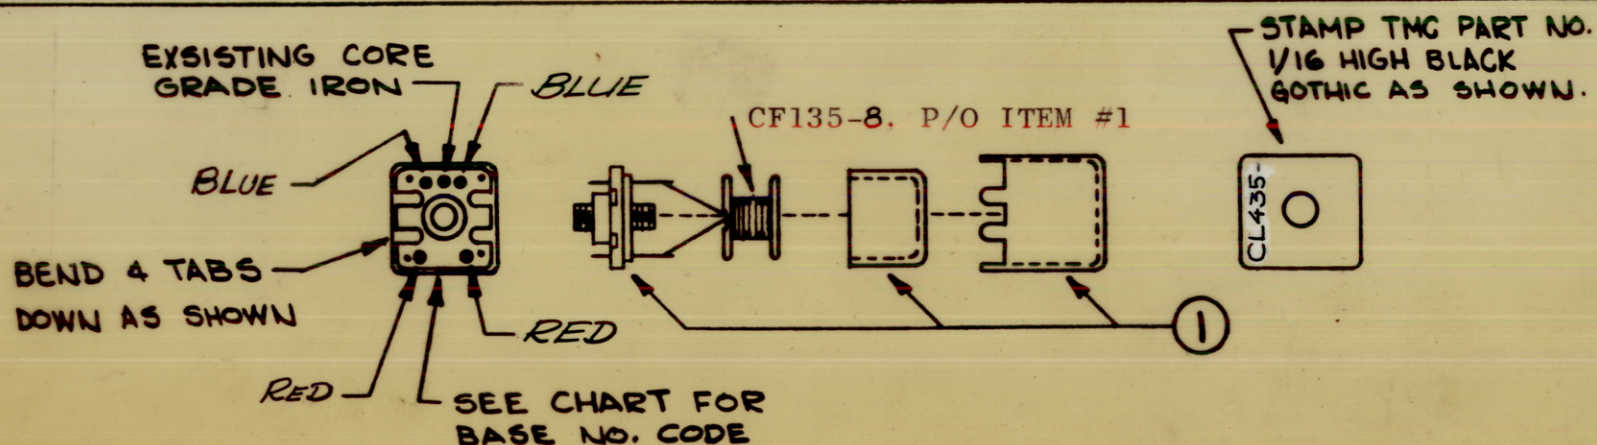 EXSISTING CORE
GRADE IRON
BLUE
BLUE
BEND 4 TABS
DOWN AS SHOWN
RED
RED
SEE CHART FOR
BASE NO. CODE
CF135-8, P/O ITEM #1
1
STAMP TMC PART NO.
1/16 HIGH BLACK
GOTHIC AS SHOWN.
CL435-